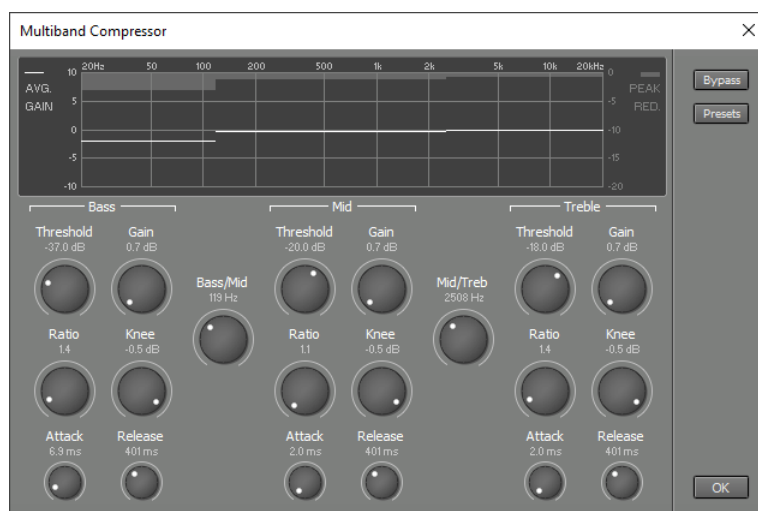 Multiband Compressor
20Hz 50 100 200 500 1k 2k 5k 10k 20kHz
AVG.
GAIN
10
5
0
-5
-10
0
-5
-10
-15
-20
PEAK
RED.
Bypass
Presets
Bass Mid Treble
Threshold Gain Threshold Gain Threshold Gain
-37.0 dB 0.7 dB -20.0 dB 0.7 dB -18.0 dB 0.7 dB
Bass/Mid Mid/Treb
119 Hz 2508 Hz
Ratio Knee Ratio Knee Ratio Knee
1.4 -0.5 dB 1.1 -0.5 dB 1.4 -0.5 dB
Attack Release Attack Release Attack Release
6.9 ms 401 ms 2.0 ms 401 ms 2.0 ms 401 ms
OK